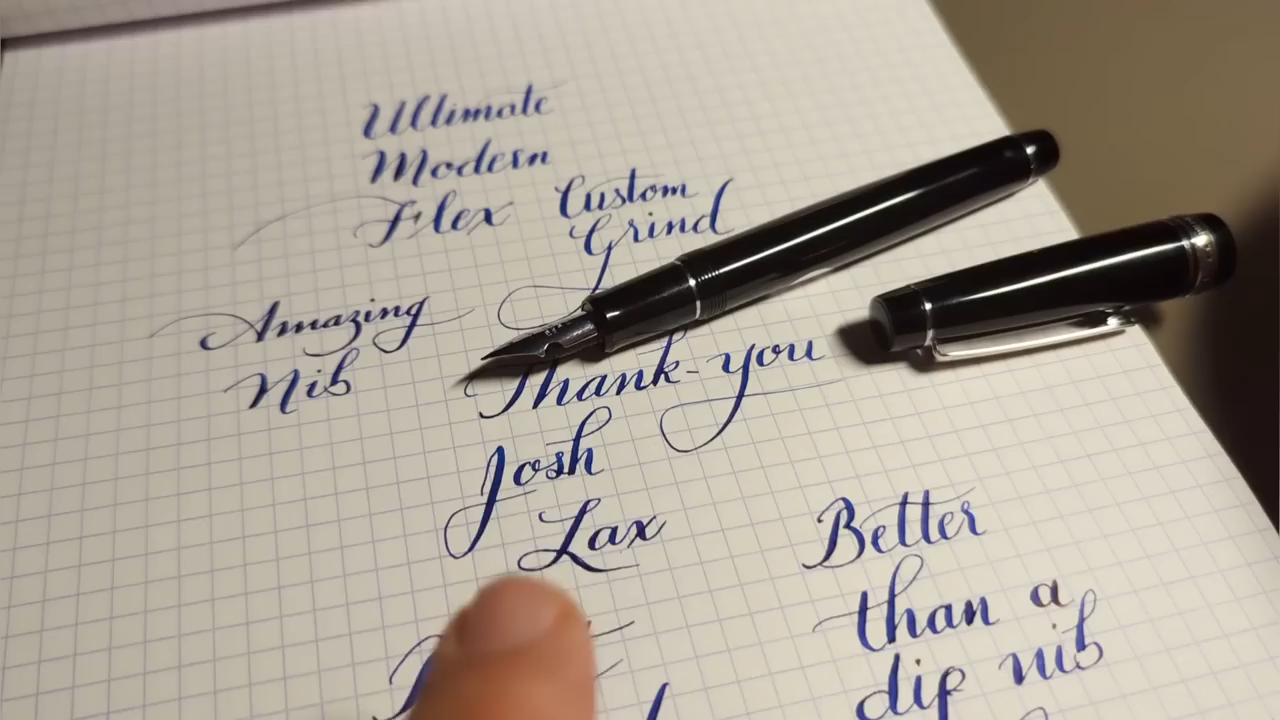 Ultimate
Modern
Flex
Custom
Grind
Amazing
Nib
Thank-you
Josh
Lax
Better
than a
dip nib